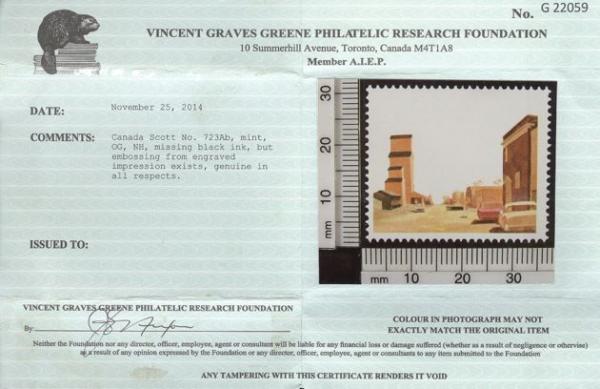 No. G 22059
VINCENT GRAVES GREENE PHILATELIC RESEARCH FOUNDATION
10 Summerhill Avenue, Toronto, Canada M4T1A8
Member A.I.E.P.
DATE: November 25, 2014
COMMENTS: Canada Scott No. 723Ab, mint,
OG, NH, missing black ink, but
embossing from engraved
impression exists, genuine in
all respects.
ISSUED TO:
30
20
10
mm
mm 10 20 30
VINCENT GRAVES GREENE PHILATELIC RESEARCH FOUNDATION
By
COLOUR IN PHOTOGRAPH MAY NOT
EXACTLY MATCH THE ORIGINAL ITEM
Neither the Foundation nor any director, officer, employee, agent or consultant will be liable for any financial loss or damage suffered (whether as a result of negligence or otherwise)
as a result of any opinion expressed by the Foundation or any director, officer, employee, agent or consultants to any item submitted to the Foundation
ANY TAMPERING WITH THIS CERTIFICATE RENDERS IT VOID